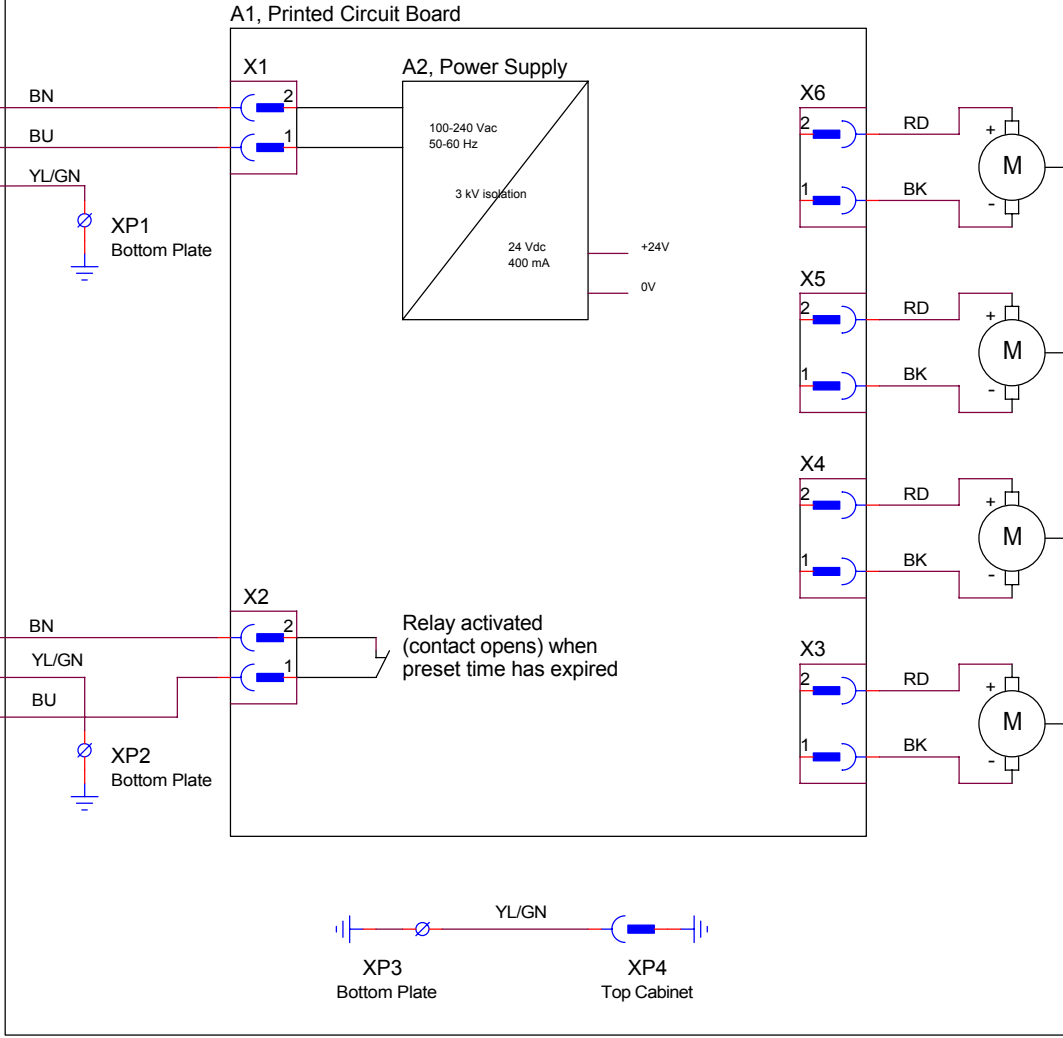 A1, Printed Circuit Board
X1
A2, Power Supply
BN
2
BU
1
YL/GN
XP1
Bottom Plate
100-240 Vac
50-60 Hz
3 kV isolation
24 Vdc
400 mA
+24V
0V
X6
2
RD
+
M
1
BK
-
X5
2
RD
+
M
1
BK
-
X4
2
RD
+
M
1
BK
-
X2
BN
2
YL/GN
1
BU
XP2
Bottom Plate
Relay activated
(contact opens) when
preset time has expired
X3
2
RD
+
M
1
BK
-
YL/GN
XP3
Bottom Plate
XP4
Top Cabinet